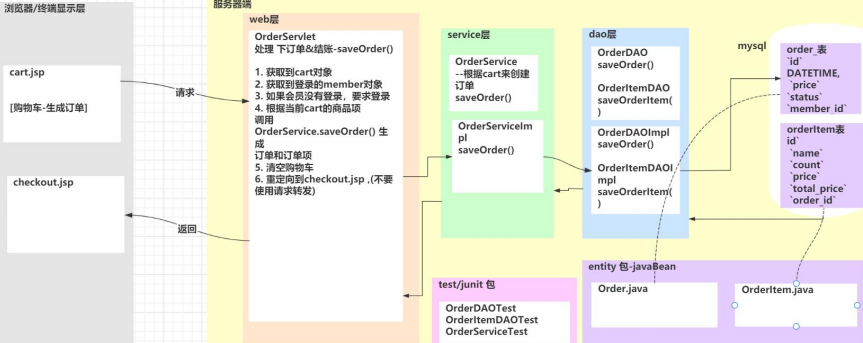 浏览器/终端显示层
cart.jsp
[购物车-生成订单]
checkout.jsp
请求
返回
服务器端
web层
OrderServlet
处理 下订单&结账-saveOrder()
1. 获取到cart对象
2. 获取到登录的member对象
3. 如果会员没有登录，要求登录
4. 根据当前cart的商品项
调用
OrderService.saveOrder() 生
成
订单和订单项
5. 清空购物车
6. 重定向到checkout.jsp ,(不要
使用请求转发)
service层
OrderService
--根据cart来创建
订单
saveOrder()
OrderServiceIm
pl
saveOrder()
dao层
OrderDAO
saveOrder()
OrderItemDAO
saveOrderItem(
)
OrderDAOImpl
saveOrder()
OrderItemDAOI
mpl
saveOrderItem(
)
mysql
order_表
`id`
DATETIME,
`price`
`status`
`member_id`
orderItem表
id`
`name`
`count`
`price`
`total_price`
`order_id`
test/junit 包
OrderDAOTest
OrderItemDAOTest
OrderServiceTest
entity 包-javaBean
Order.java
OrderItem.java